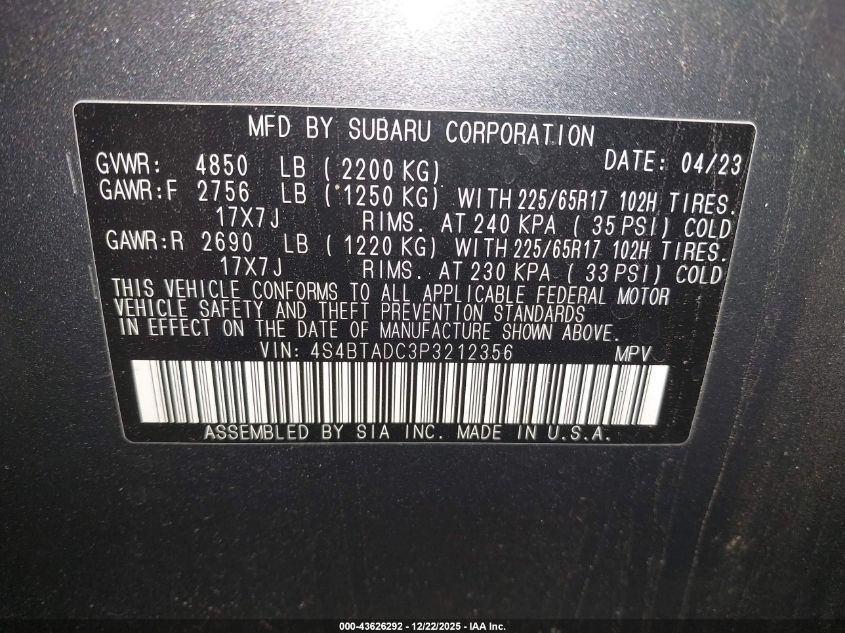 MFD BY SUBARU CORPORATION
GVWR: 4850 LB ( 2200 KG) DATE: 04/23
GAWR:F 2756 LB ( 1250 KG) WITH 225/65R17 102H TIRES.
17X7J RIMS. AT 240 KPA ( 35 PSI) COLD
GAWR:R 2690 LB ( 1220 KG) WITH 225/65R17 102H TIRES.
17X7J RIMS. AT 230 KPA ( 33 PSI) COLD
THIS VEHICLE CONFORMS TO ALL APPLICABLE FEDERAL MOTOR
VEHICLE SAFETY AND THEFT PREVENTION STANDARDS
IN EFFECT ON THE DATE OF MANUFACTURE SHOWN ABOVE.
VIN: 4S4BTADC3P3212356 MPV
ASSEMBLED BY SIA INC. MADE IN U.S.A.
000-43626292 - 12/22/2025 - IAA Inc.